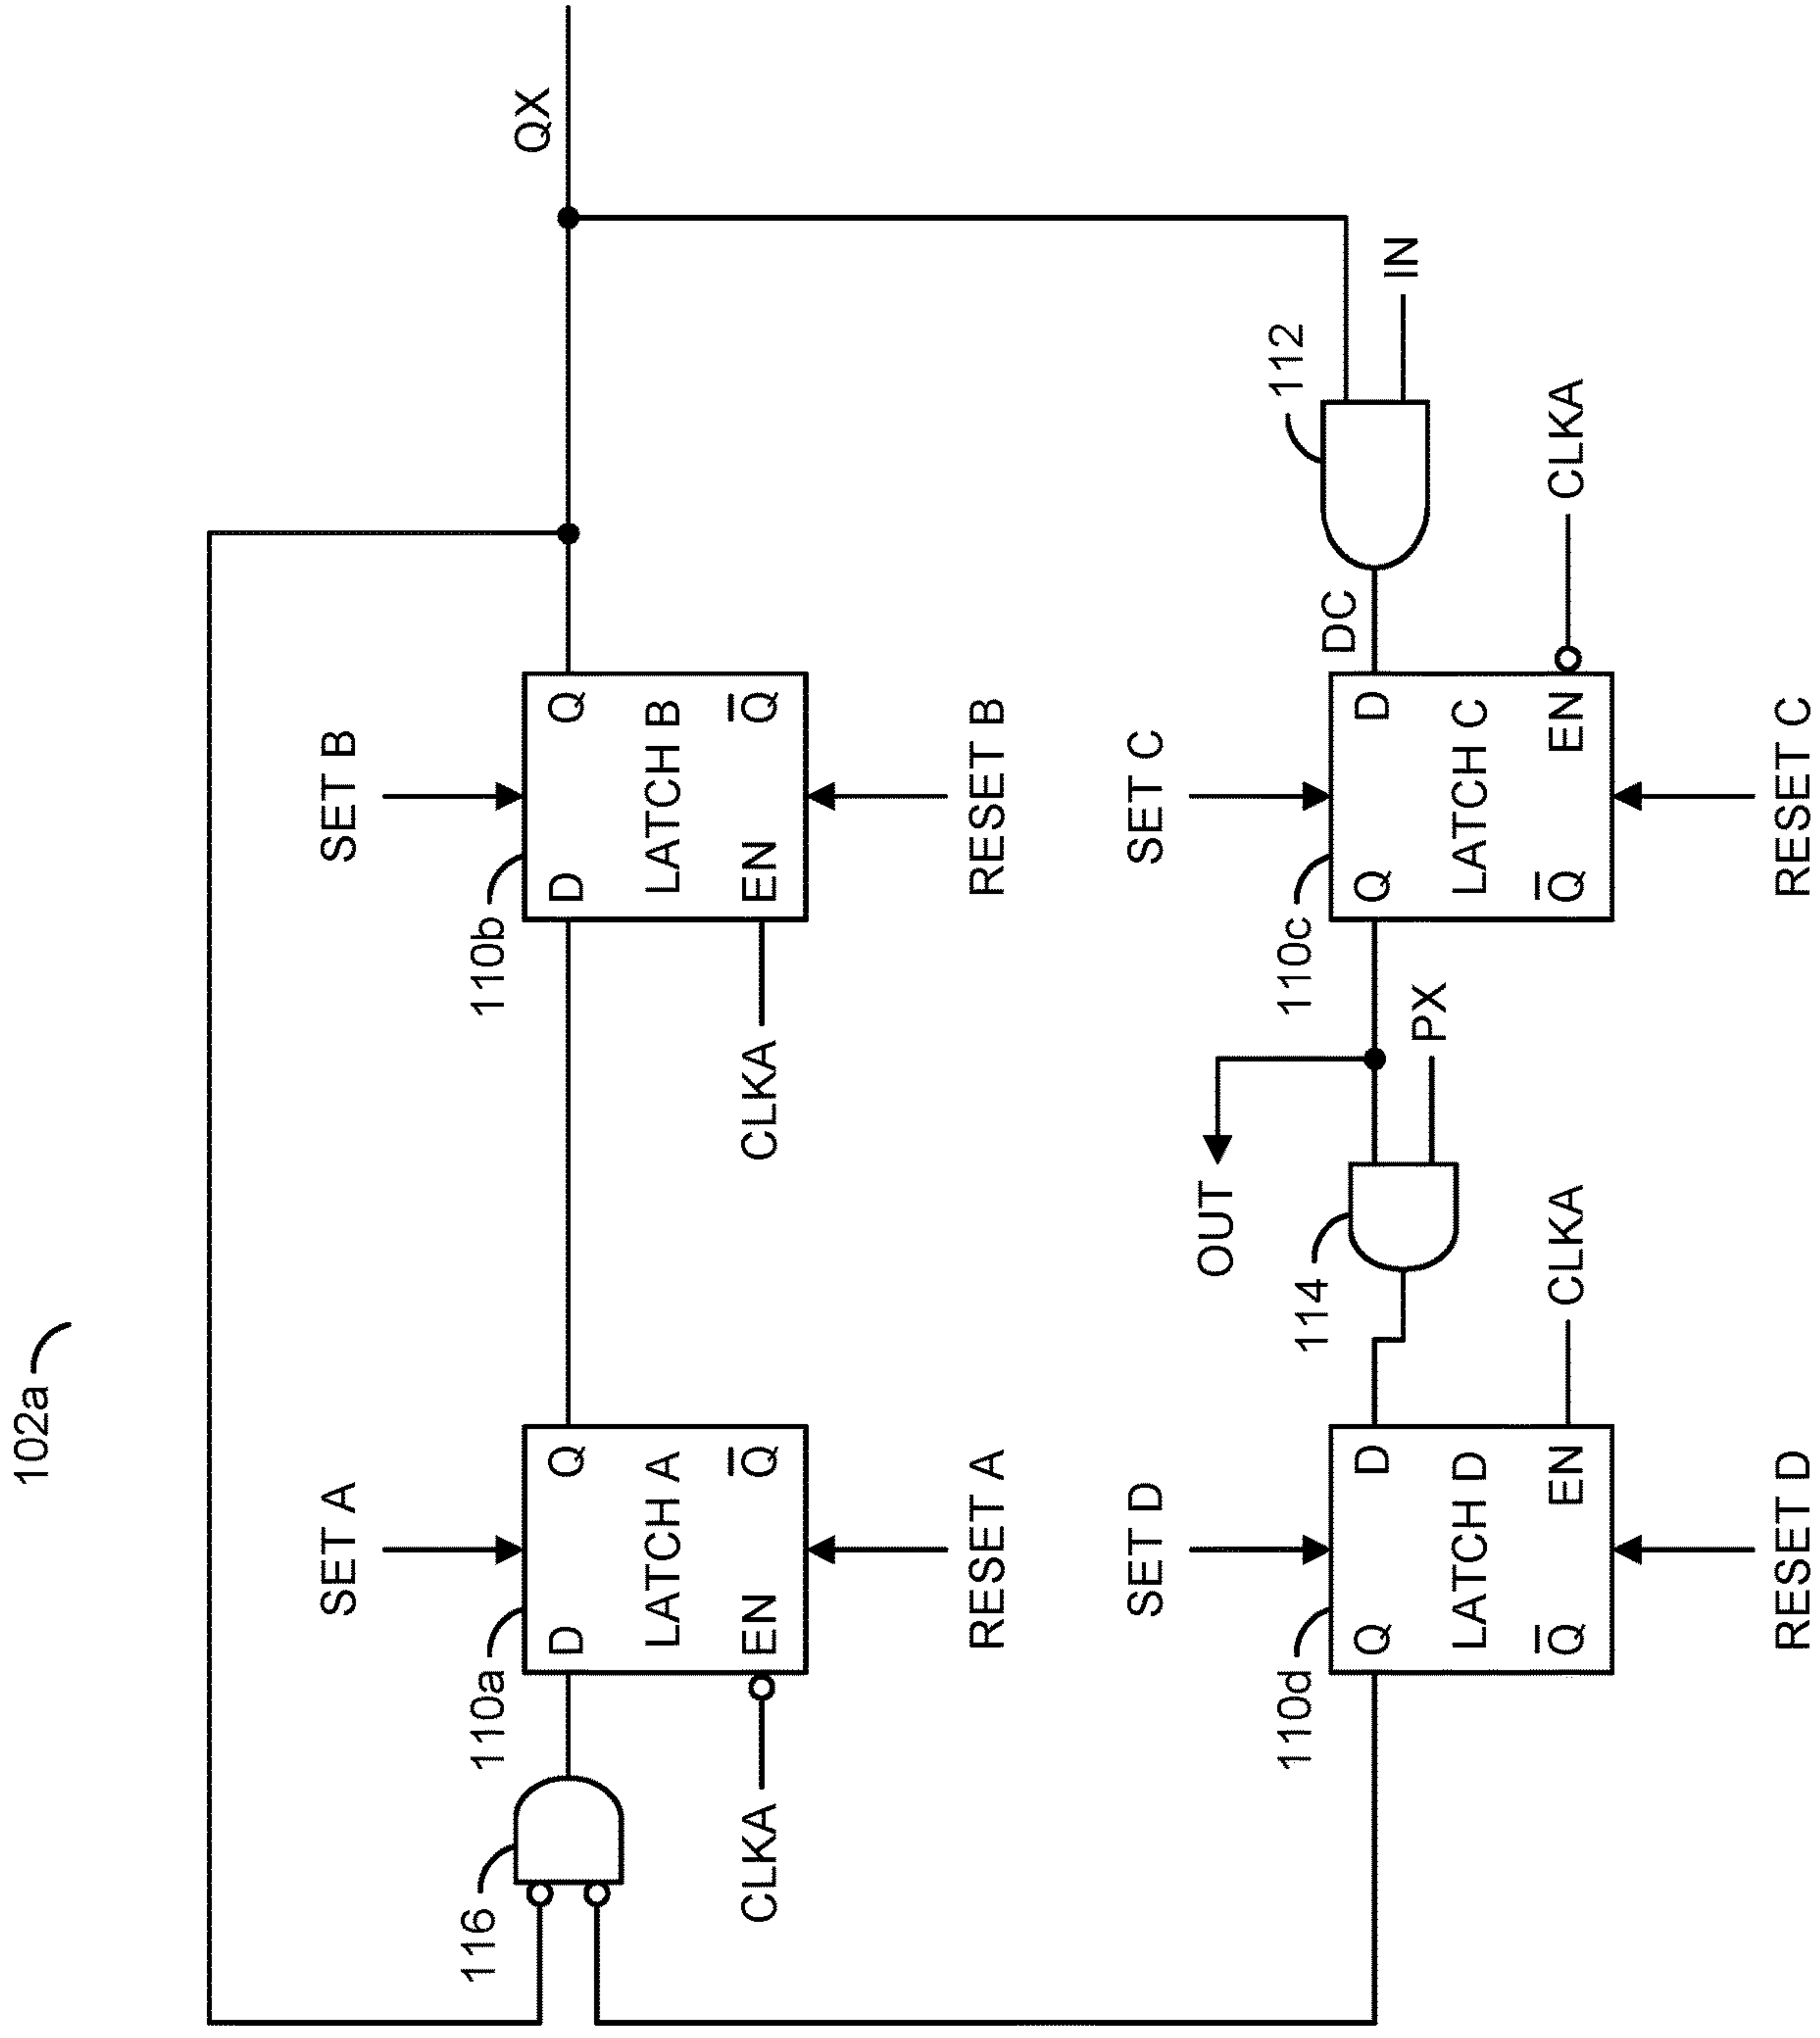 102a
SET A
SET B
116
110a
110b
D
Q
D
Q
QX
LATCH A
LATCH B
EN
Q
EN
Q
CLKA
CLKA
RESET A
RESET B
SET D
SET C
OUT
112
110d
114
110c
DC
Q
D
Q
D
IN
PX
LATCH D
LATCH C
Q
EN
CLKA
Q
EN
CLKA
RESET D
RESET C